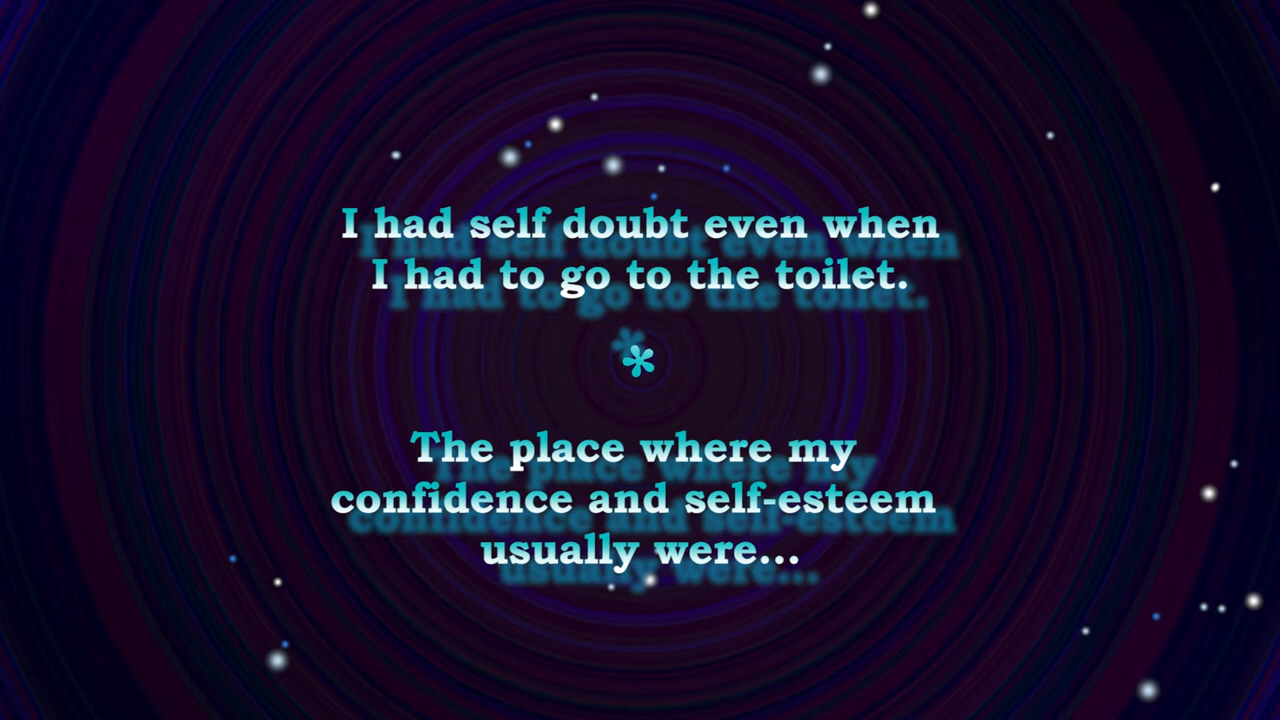 I had self doubt even when
I had to go to the toilet.
*
The place where my
confidence and self-esteem
usually were...